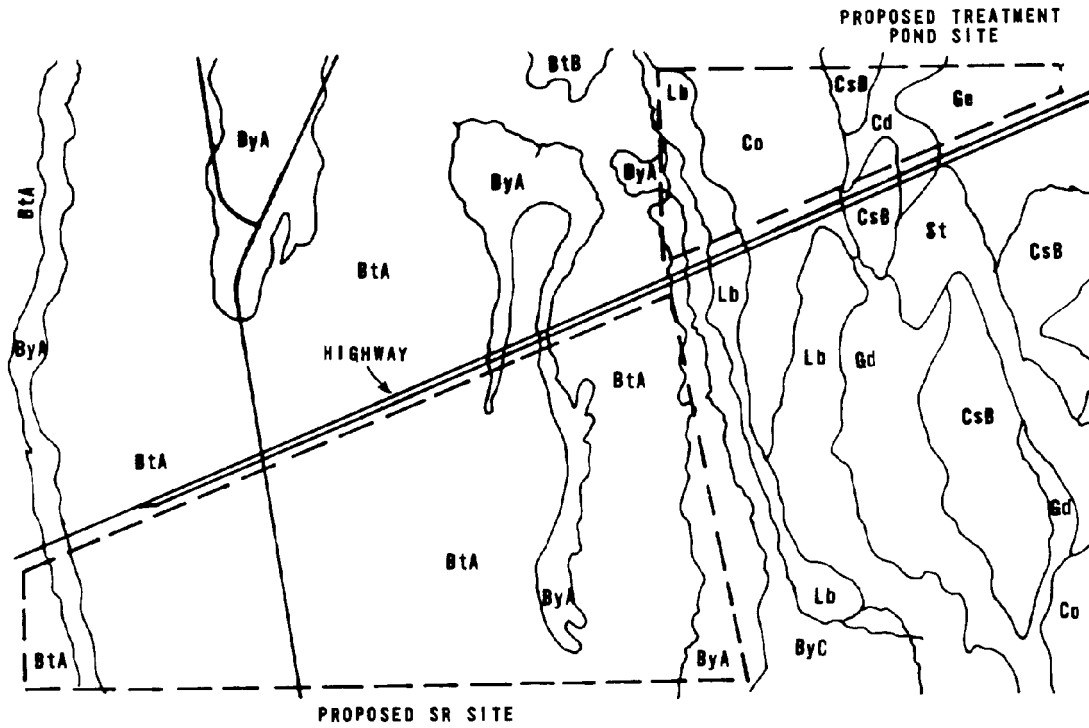 PROPOSED TREATMENT
POND SITE
BtB
CsB
Lb
Ge
ByA
Cd
Co
BtA
ByA
ByA
CsB
St
CsB
BtA
Lb
ByA
HIGHWAY
Lb
Gd
BtA
CsB
BtA
Gd
BtA
ByA
Lb
Co
BtA
ByA
ByC
PROPOSED SR SITE